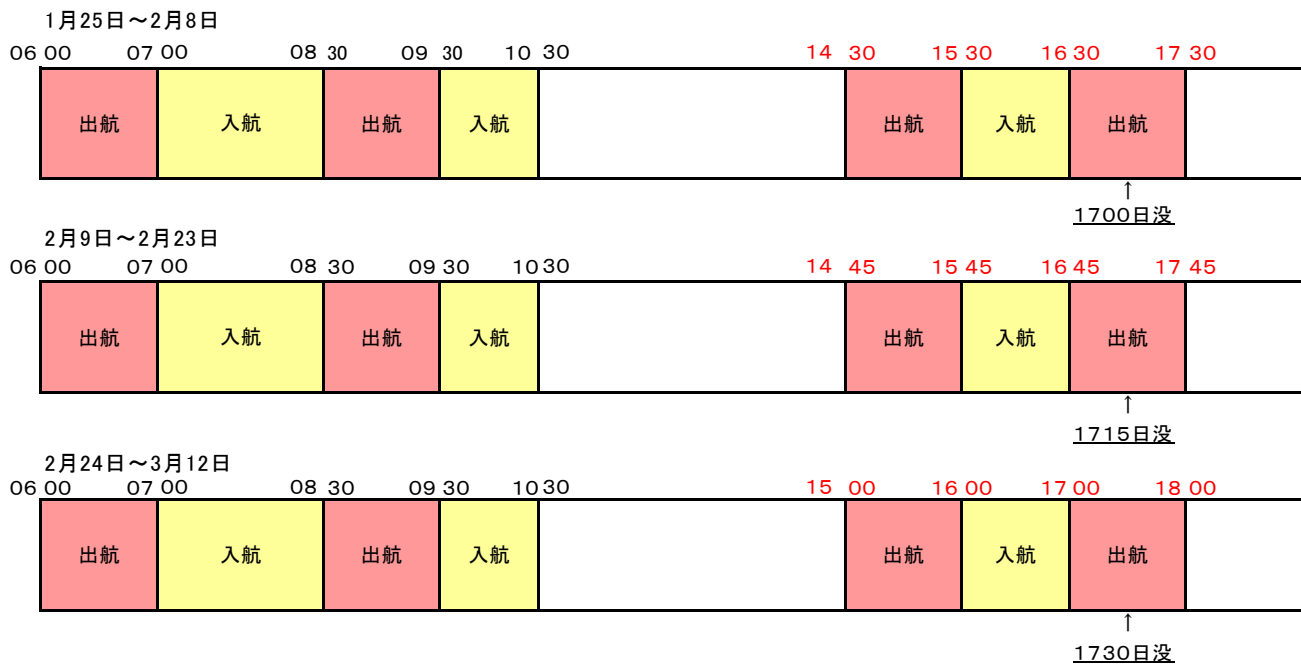 1月25日～2月8日
06 00 07 00 08 30 09 30 10 30 14 30 15 30 16 30 17 30
出航 入航 出航 入航 出航 入航 出航
↑
1700日没
2月9日～2月23日
06 00 07 00 08 30 09 30 10 30 14 45 15 45 16 45 17 45
出航 入航 出航 入航 出航 入航 出航
↑
1715日没
2月24日～3月12日
06 00 07 00 08 30 09 30 10 30 15 00 16 00 17 00 18 00
出航 入航 出航 入航 出航 入航 出航
↑
1730日没